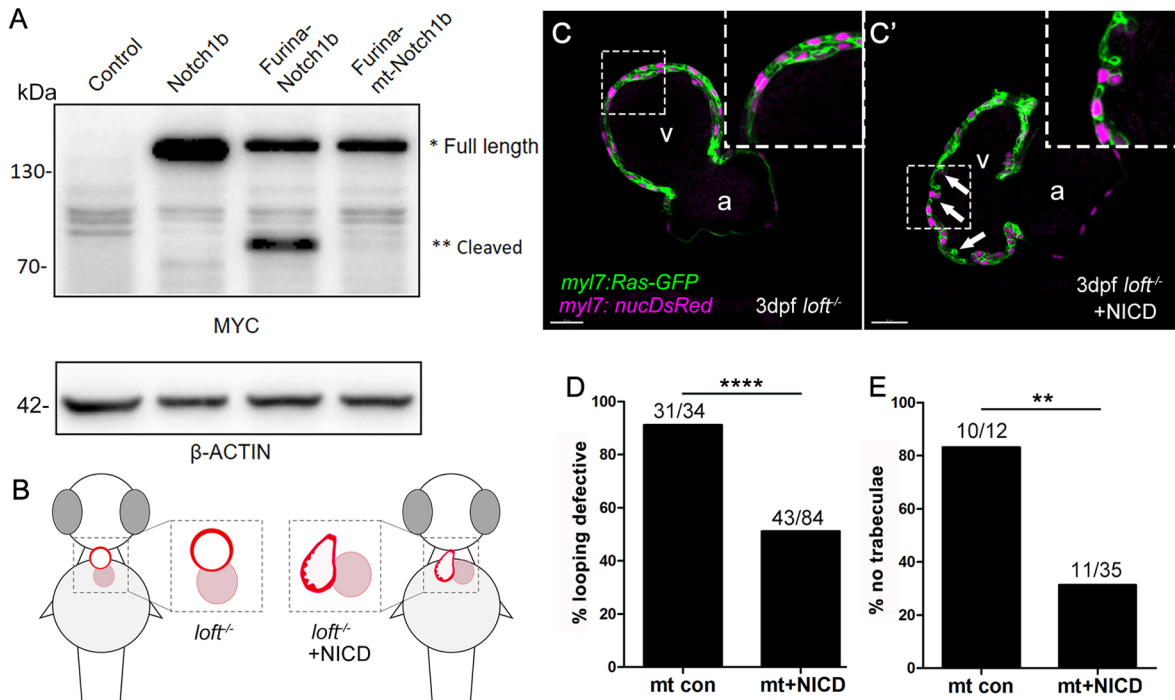 A
Control
Notch1b
Furina-
Notch1b
Furina-
mt-Notch1b
kDa
130-
70-
* Full length
** Cleaved
MYC
42-
β-ACTIN
B
loft-/-
loft-/-
+NICD
C
v
a
myl7:Ras-GFP
myl7: nucDsRed
3dpf loft-/-
C'
v
a
3dpf loft-/-
+NICD
D
% looping defective
100
80
60
40
20
0
****
31/34
43/84
mt con
mt+NICD
E
% no trabeculae
100
80
60
40
20
0
**
10/12
11/35
mt con
mt+NICD